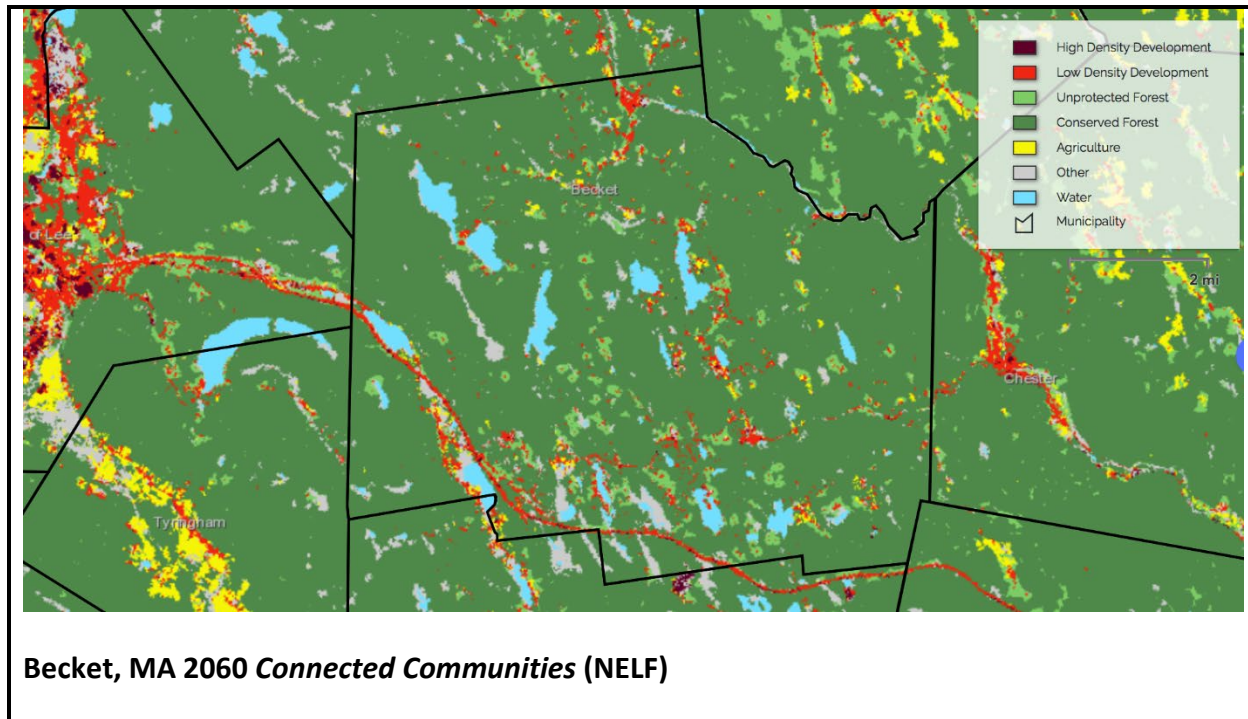 High Density Development
Low Density Development
Unprotected Forest
Conserved Forest
Agriculture
Other
Water
Municipality
2 mi
Becket
Lee
Chester
Tyringham
Becket, MA 2060 Connected Communities (NELF)